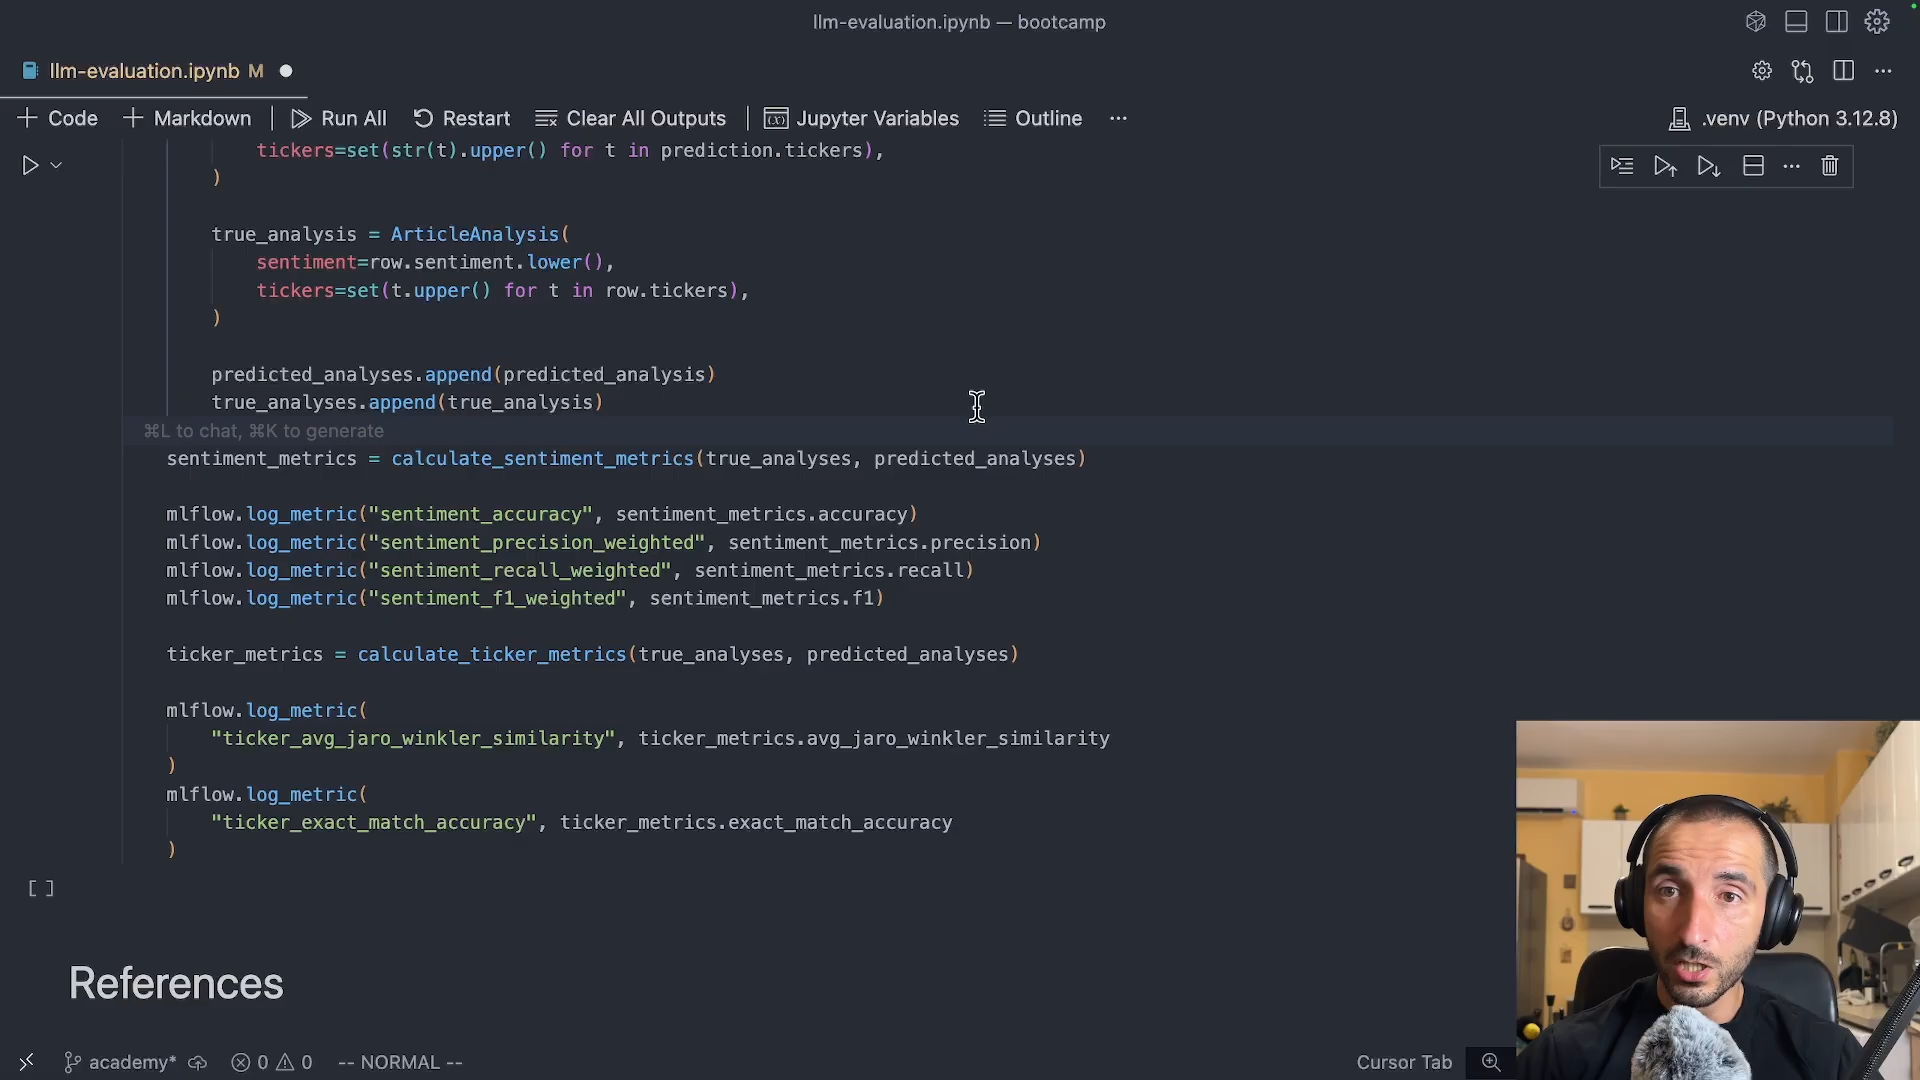 llm-evaluation.ipynb — bootcamp
llm-evaluation.ipynb M
Code Markdown Run All Restart Clear All Outputs Jupyter Variables Outline ... .venv (Python 3.12.8)
tickers=set(str(t).upper() for t in prediction.tickers),
)
true_analysis = ArticleAnalysis(
sentiment=row.sentiment.lower(),
tickers=set(t.upper() for t in row.tickers),
)
predicted_analyses.append(predicted_analysis)
true_analyses.append(true_analysis)
⌘L to chat, ⌘K to generate
sentiment_metrics = calculate_sentiment_metrics(true_analyses, predicted_analyses)
mlflow.log_metric("sentiment_accuracy", sentiment_metrics.accuracy)
mlflow.log_metric("sentiment_precision_weighted", sentiment_metrics.precision)
mlflow.log_metric("sentiment_recall_weighted", sentiment_metrics.recall)
mlflow.log_metric("sentiment_f1_weighted", sentiment_metrics.f1)
ticker_metrics = calculate_ticker_metrics(true_analyses, predicted_analyses)
mlflow.log_metric(
"ticker_avg_jaro_winkler_similarity", ticker_metrics.avg_jaro_winkler_similarity
)
mlflow.log_metric(
"ticker_exact_match_accuracy", ticker_metrics.exact_match_accuracy
)
[ ]
References
academy* 0 0 -- NORMAL -- Cursor Tab